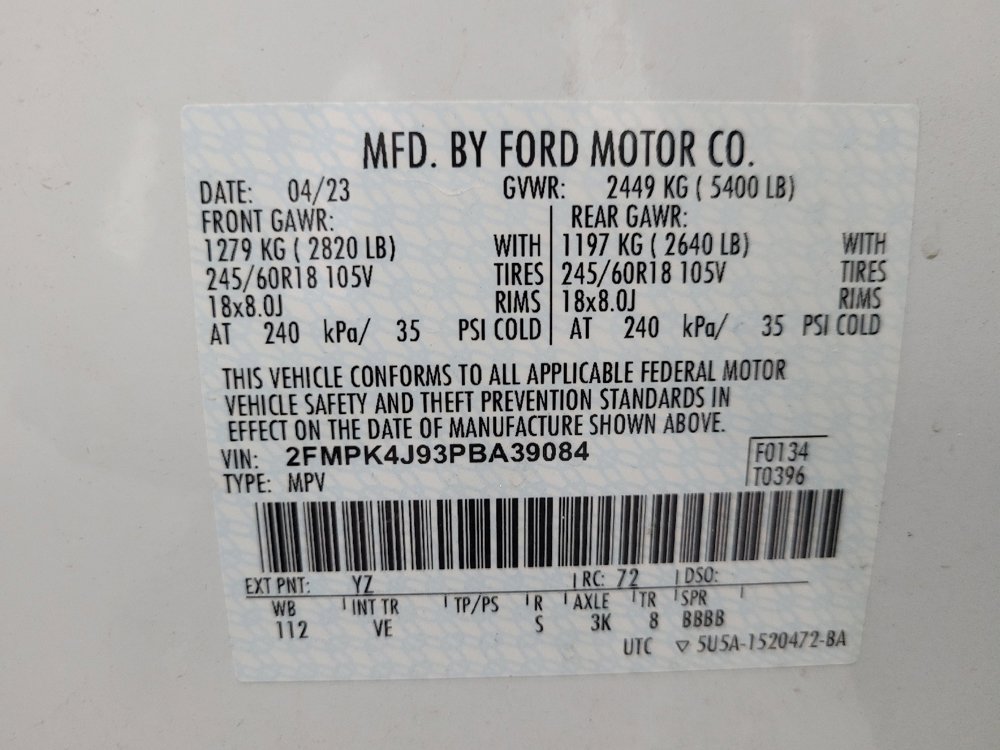 MFD. BY FORD MOTOR CO.
DATE: 04/23 GVWR: 2449 KG ( 5400 LB)
FRONT GAWR: REAR GAWR:
1279 KG ( 2820 LB) WITH 1197 KG ( 2640 LB) WITH
245/60R18 105V TIRES 245/60R18 105V TIRES
18x8.0J RIMS 18x8.0J RIMS
AT 240 kPa/ 35 PSI COLD AT 240 kPa/ 35 PSI COLD
THIS VEHICLE CONFORMS TO ALL APPLICABLE FEDERAL MOTOR
VEHICLE SAFETY AND THEFT PREVENTION STANDARDS IN
EFFECT ON THE DATE OF MANUFACTURE SHOWN ABOVE.
VIN: 2FMPK4J93PBA39084 F0134
TYPE: MPV T0396
EXT PNT: YZ RC: 72 DSO:
WB INT TR TP/PS R AXLE TR SPR
112 VE S 3K 8 BBBB
UTC ▽ 5U5A-1520472-BA